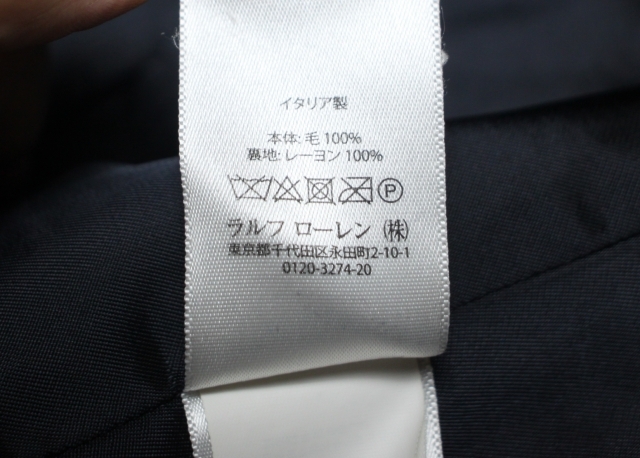 イタリア製
本体: 毛 100%
裏地: レーヨン 100%
P
ラルフ ローレン (株)
東京都千代田区永田町2-10-1
0120-3274-20